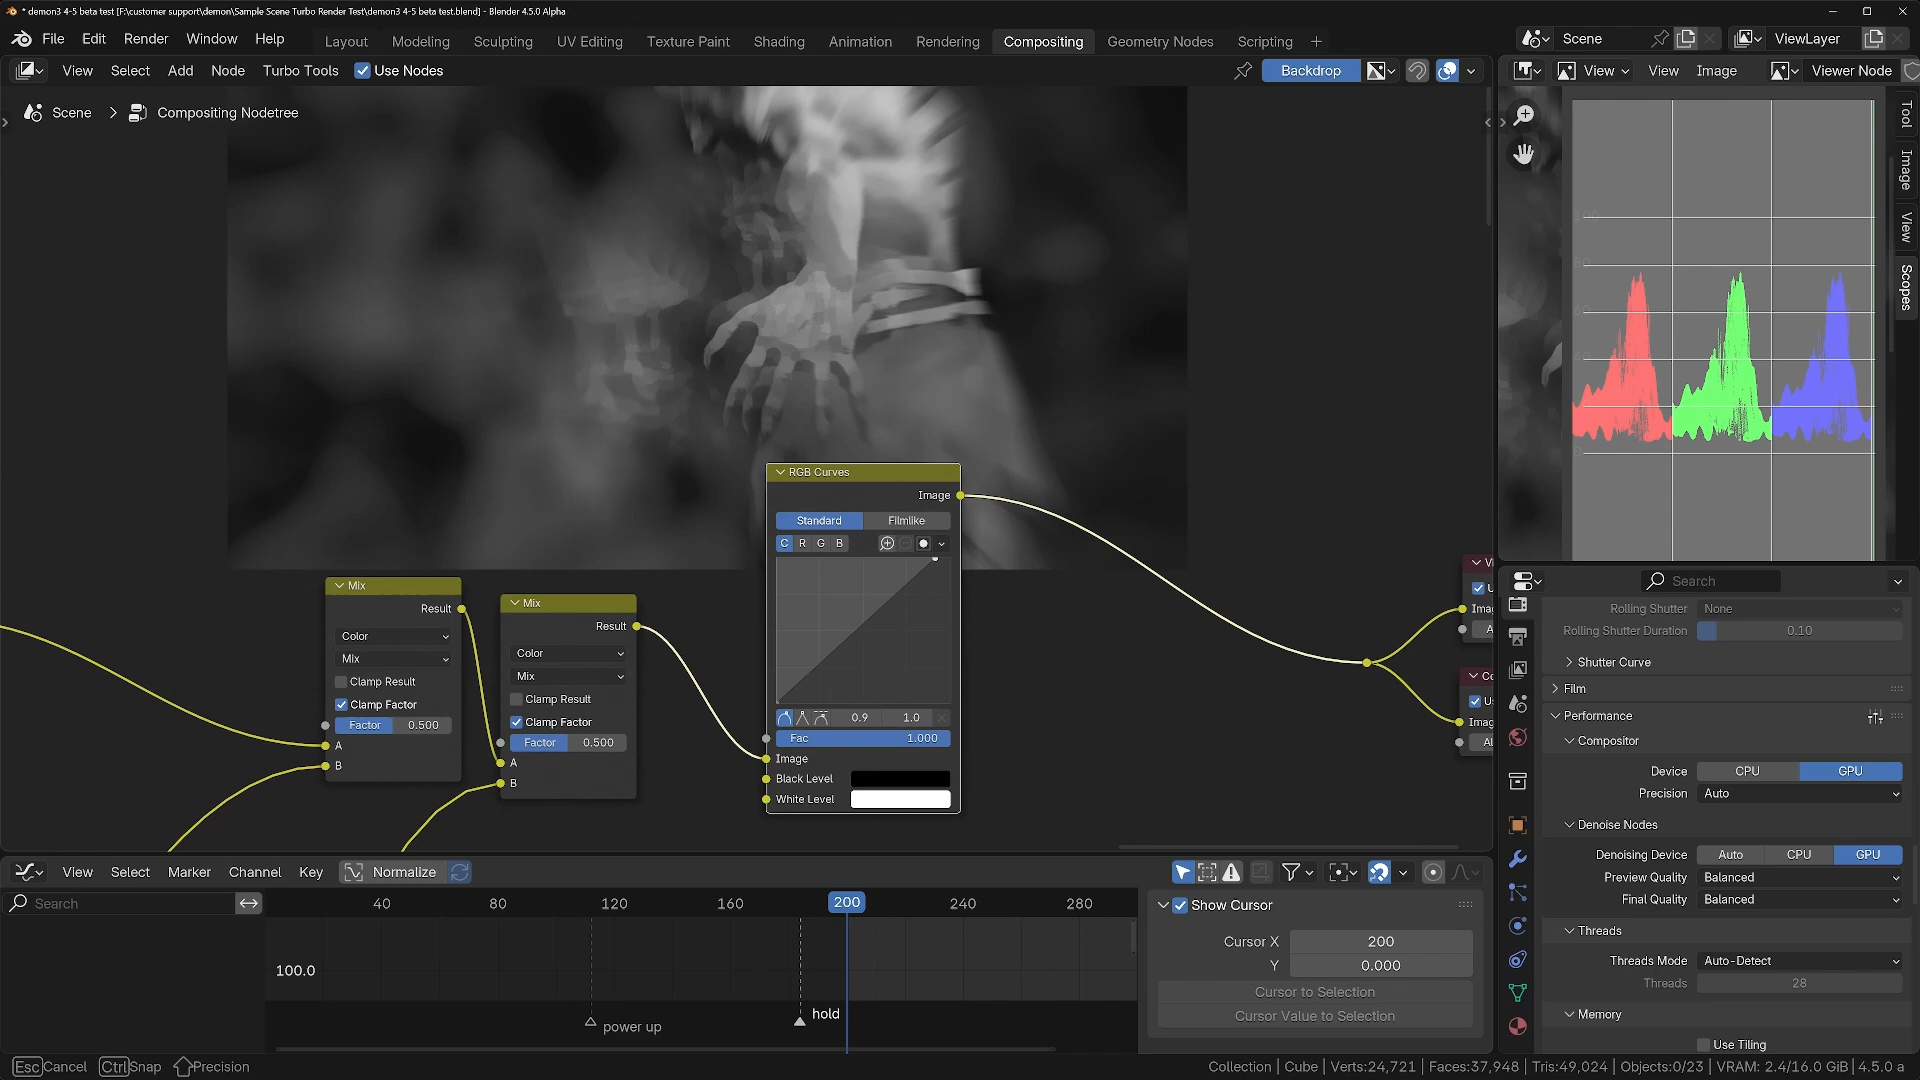 * demon3 4-5 beta test [F:\customer support\demon\Sample Scene Turbo Render Test\demon3 4-5 beta test.blend] - Blender 4.5.0 Alpha
File Edit Render Window Help
Layout Modeling Sculpting UV Editing Texture Paint Shading Animation Rendering Compositing Geometry Nodes Scripting +
Scene
ViewLayer
View Select Add Node Turbo Tools Use Nodes
Backdrop
View View Image Viewer Node
Scene > Compositing Nodetree
Tool
Image
View
Scopes
RGB Curves
Image
Standard Filmlike
C R G B
0.9 1.0
Fac 1.000
Image
Black Level
White Level
Mix
Result
Color
Mix
Clamp Result
Clamp Factor
Factor 0.500
A
B
Mix
Result
Color
Mix
Clamp Result
Clamp Factor
Factor 0.500
A
B
Search
Rolling Shutter None
Rolling Shutter Duration 0.10
Shutter Curve
Film
Performance
Compositor
Device CPU GPU
Precision Auto
Denoise Nodes
Denoising Device Auto CPU GPU
Preview Quality Balanced
Final Quality Balanced
Threads
Threads Mode Auto-Detect
Threads 28
Memory
Use Tiling
View Select Marker Channel Key Normalize
Search
40 80 120 160 200 240 280
100.0
power up
hold
Show Cursor
Cursor X 200
Y 0.000
Cursor to Selection
Cursor Value to Selection
Esc Cancel Ctrl Snap Precision
Collection | Cube | Verts:24,721 | Faces:37,948 | Tris:49,024 | Objects:0/23 | VRAM: 2.4/16.0 GiB | 4.5.0 a